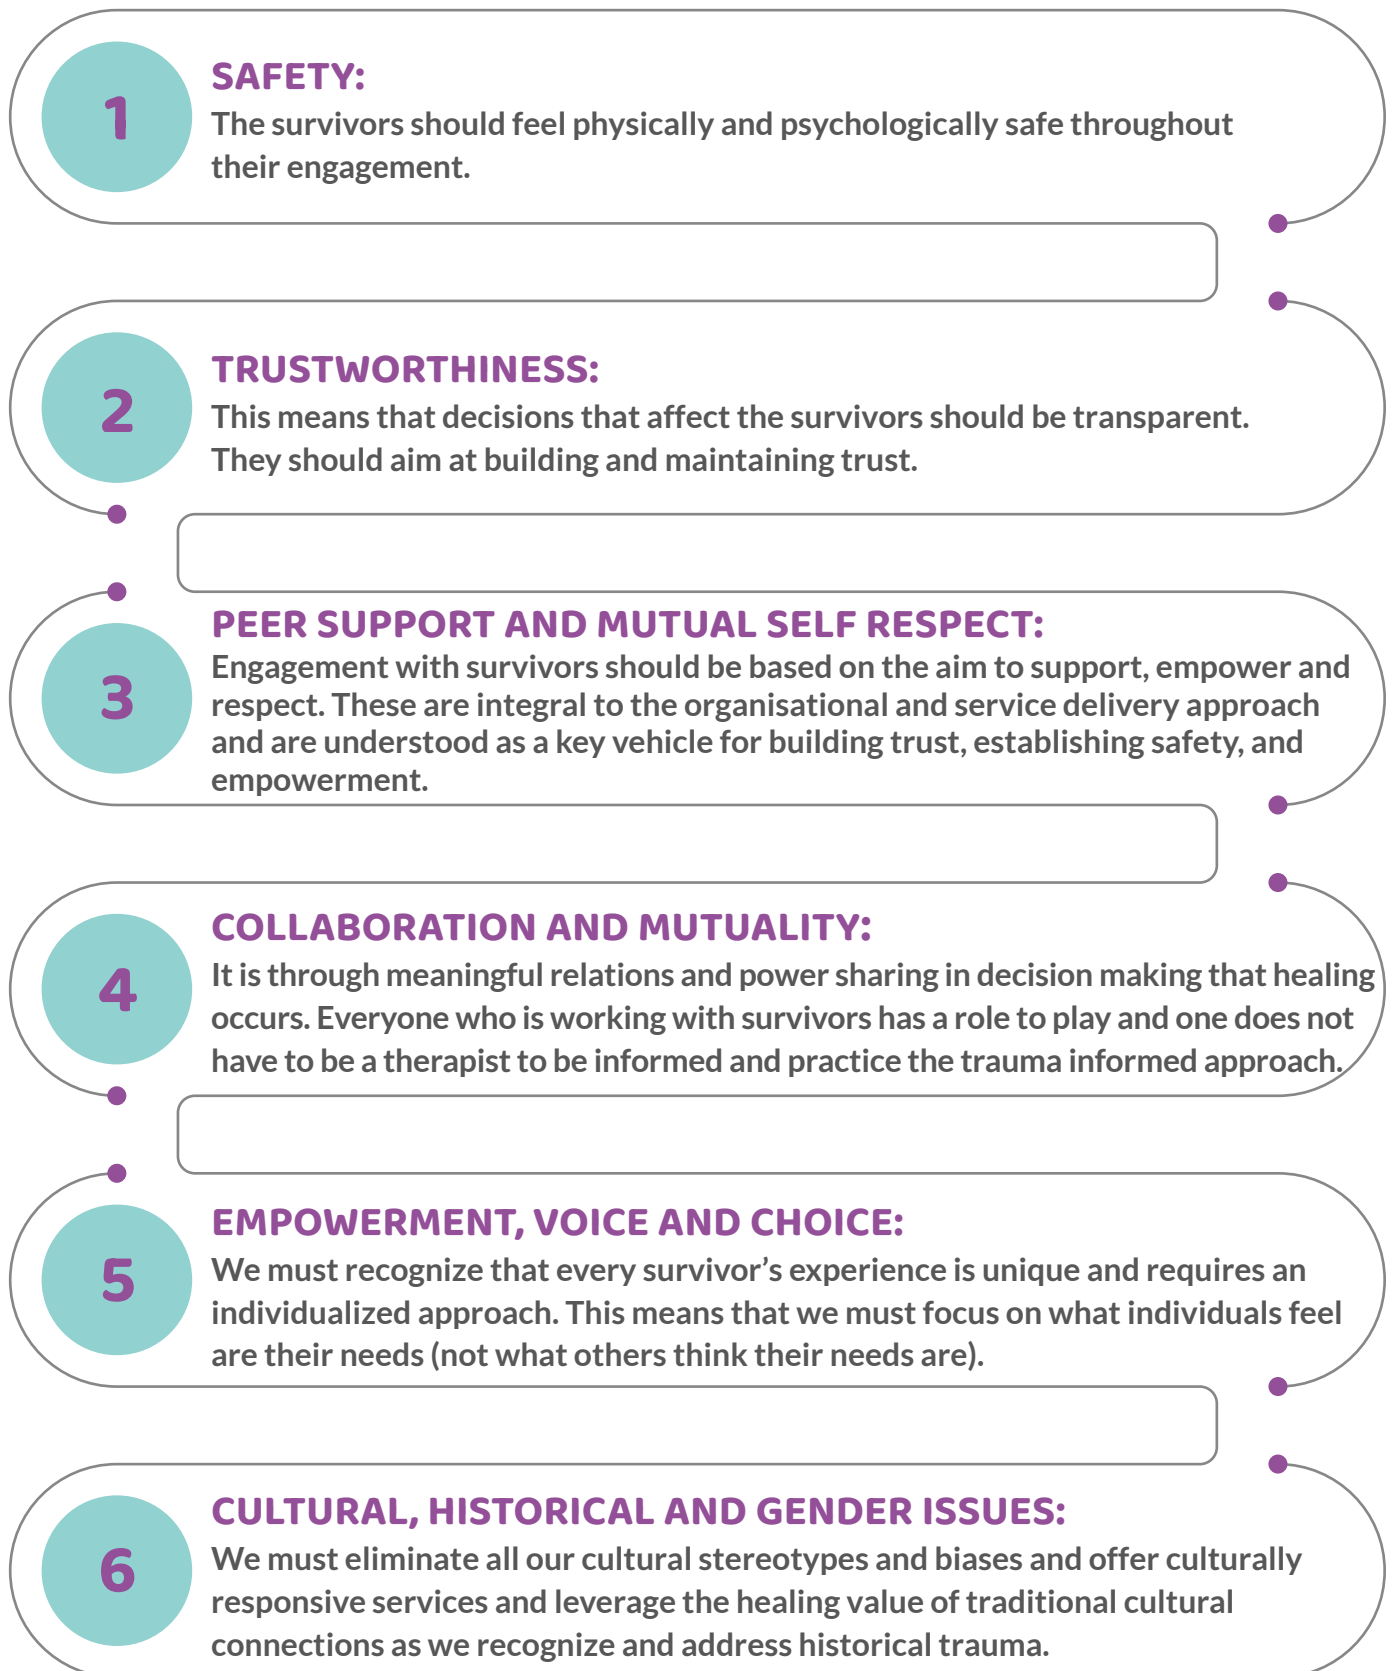 1
SAFETY:
The survivors should feel physically and psychologically safe throughout
their engagement.
2
TRUSTWORTHINESS:
This means that decisions that affect the survivors should be transparent.
They should aim at building and maintaining trust.
3
PEER SUPPORT AND MUTUAL SELF RESPECT:
Engagement with survivors should be based on the aim to support, empower and
respect. These are integral to the organisational and service delivery approach
and are understood as a key vehicle for building trust, establishing safety, and
empowerment.
4
COLLABORATION AND MUTUALITY:
It is through meaningful relations and power sharing in decision making that healing
occurs. Everyone who is working with survivors has a role to play and one does not
have to be a therapist to be informed and practice the trauma informed approach.
5
EMPOWERMENT, VOICE AND CHOICE:
We must recognize that every survivor’s experience is unique and requires an
individualized approach. This means that we must focus on what individuals feel
are their needs (not what others think their needs are).
6
CULTURAL, HISTORICAL AND GENDER ISSUES:
We must eliminate all our cultural stereotypes and biases and offer culturally
responsive services and leverage the healing value of traditional cultural
connections as we recognize and address historical trauma.